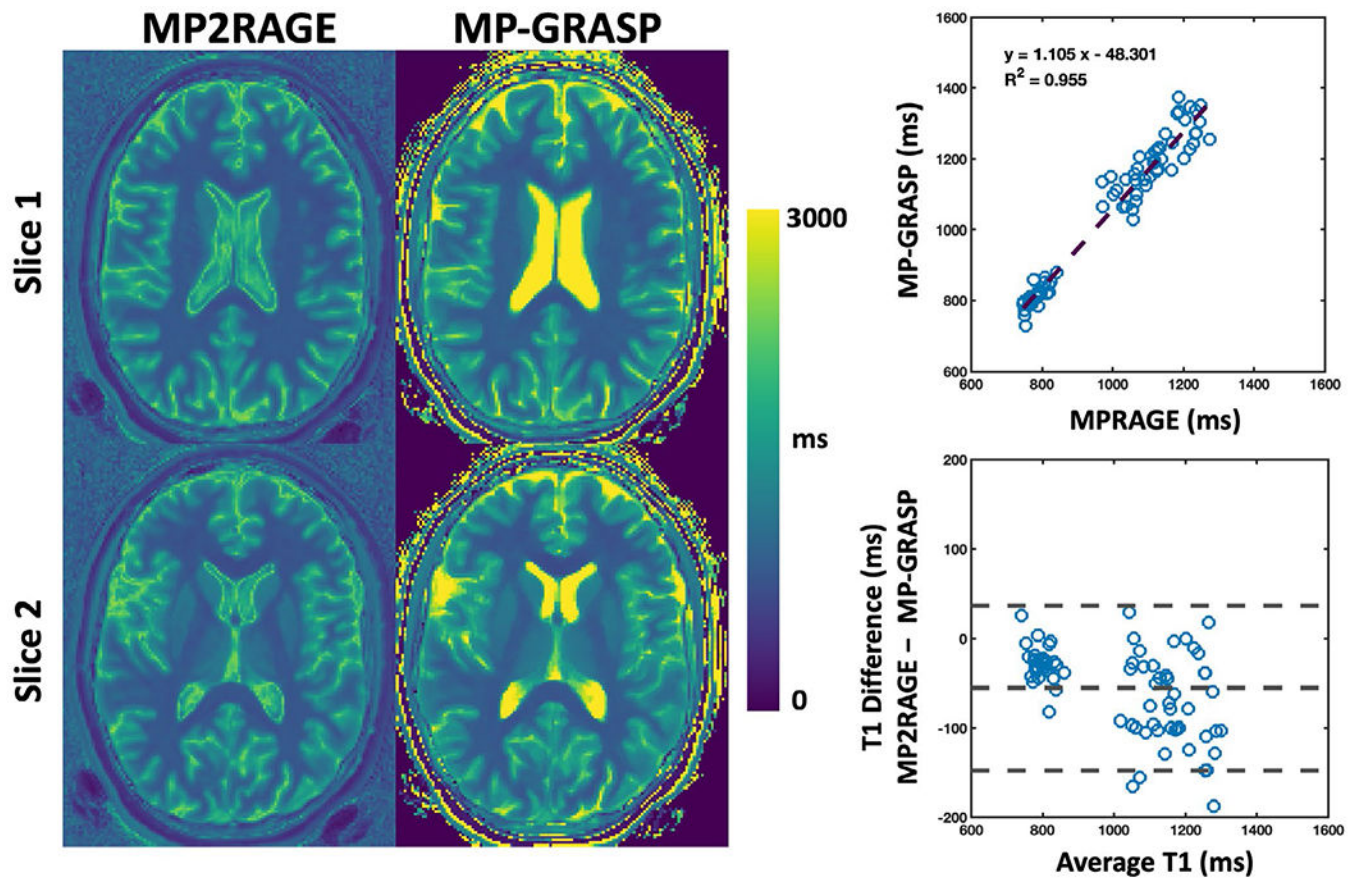 MP2RAGE
MP-GRASP
Slice 1
Slice 2
3000
ms
0
y = 1.105 x - 48.301
R² = 0.955
1600
1400
1200
1000
800
600
600
800
1000
1200
1400
1600
MP-GRASP (ms)
MPRAGE (ms)
200
100
0
-100
-200
600
800
1000
1200
1400
1600
T1 Difference (ms)
MP2RAGE – MP-GRASP
Average T1 (ms)